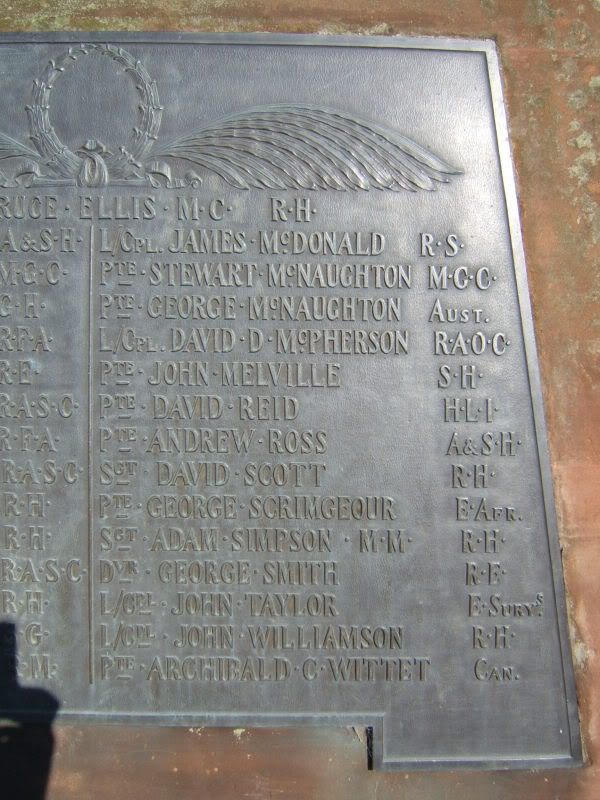 RUCE · ELLIS · M · C · R · H ·
A & S · H · L/CPL. JAMES · McDONALD R · S ·
M · G · C · PTE · STEWART · McNAUGHTON M · G · C ·
G · H · PTE · GEORGE · McNAUGHTON AUST.
R · F · A · L/CPL. DAVID · D · McPHERSON R · A · O · C ·
R · E PTE · JOHN · MELVILLE S · H ·
R · A · S · C · PTE · DAVID · REID H · L · I ·
R · F · A · PTE · ANDREW · ROSS A & S · H ·
R · A · S · C SGT · DAVID · SCOTT R · H ·
R · H · PTE · GEORGE · SCRIMGEOUR E · AFR.
R · H · SGT · ADAM · SIMPSON · M · M · R · H ·
R · A · S · C · DVR · GEORGE · SMITH R · E ·
R · H · L/CPL · JOHN · TAYLOR E · SURYS.
· G · L/CPL · JOHN · WILLIAMSON R · H ·
· M · PTE · ARCHIBALD · C · WITTET CAN.